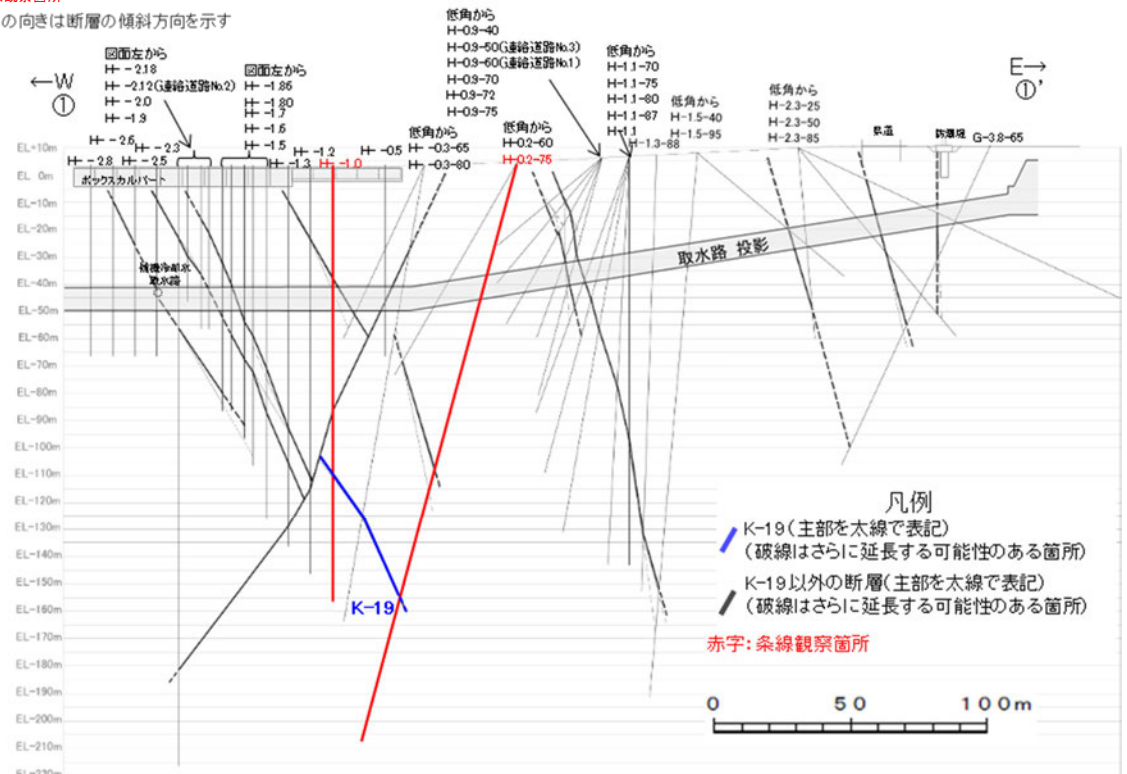 の向きは断層の傾斜方向を示す
←W
①
図面左から
H--2.18
H--2.12(G連絡道路No.2)
H--2.0
H--1.9
図面左から
H--1.86
H--1.80
H--1.7
H--1.6
H--1.5
低角から
H-0.9-40
H-0.9-50(G連絡道路No.3)
H-0.9-60(G連絡道路No.1)
H-0.9-70
H-0.9-72
H-0.9-75
低角から
H-1.1-70
H-1.1-75
H-1.1-80
H-1.1-87
H-1.1
低角から
H-1.5-40
H-1.5-95
低角から
H-2.3-25
H-2.3-50
H-2.3-85
E→
①'
鉄道
防潮堤
G-3.8-65
H--2.6
H--2.3
H--2.8
H--2.5
H--1.2
H--1.3
H--1.0
H--0.5
低角から
H--0.3-65
H--0.3-80
低角から
H-0.2-60
H-0.2-75
H-1.3-88
ボックスカルバート
補機冷却水
取水路
取水路 投影
EL+10m
EL 0m
EL-10m
EL-20m
EL-30m
EL-40m
EL-50m
EL-60m
EL-70m
EL-80m
EL-90m
EL-100m
EL-110m
EL-120m
EL-130m
EL-140m
EL-150m
EL-160m
EL-170m
EL-180m
EL-190m
EL-200m
EL-210m
EL-220m
K-19
凡例
K-19(主部を太線で表記)
(破線はさらに延長する可能性のある箇所)
K-19以外の断層(主部を太線で表記)
(破線はさらに延長する可能性のある箇所)
赤字:条線観察箇所
0 50 100m